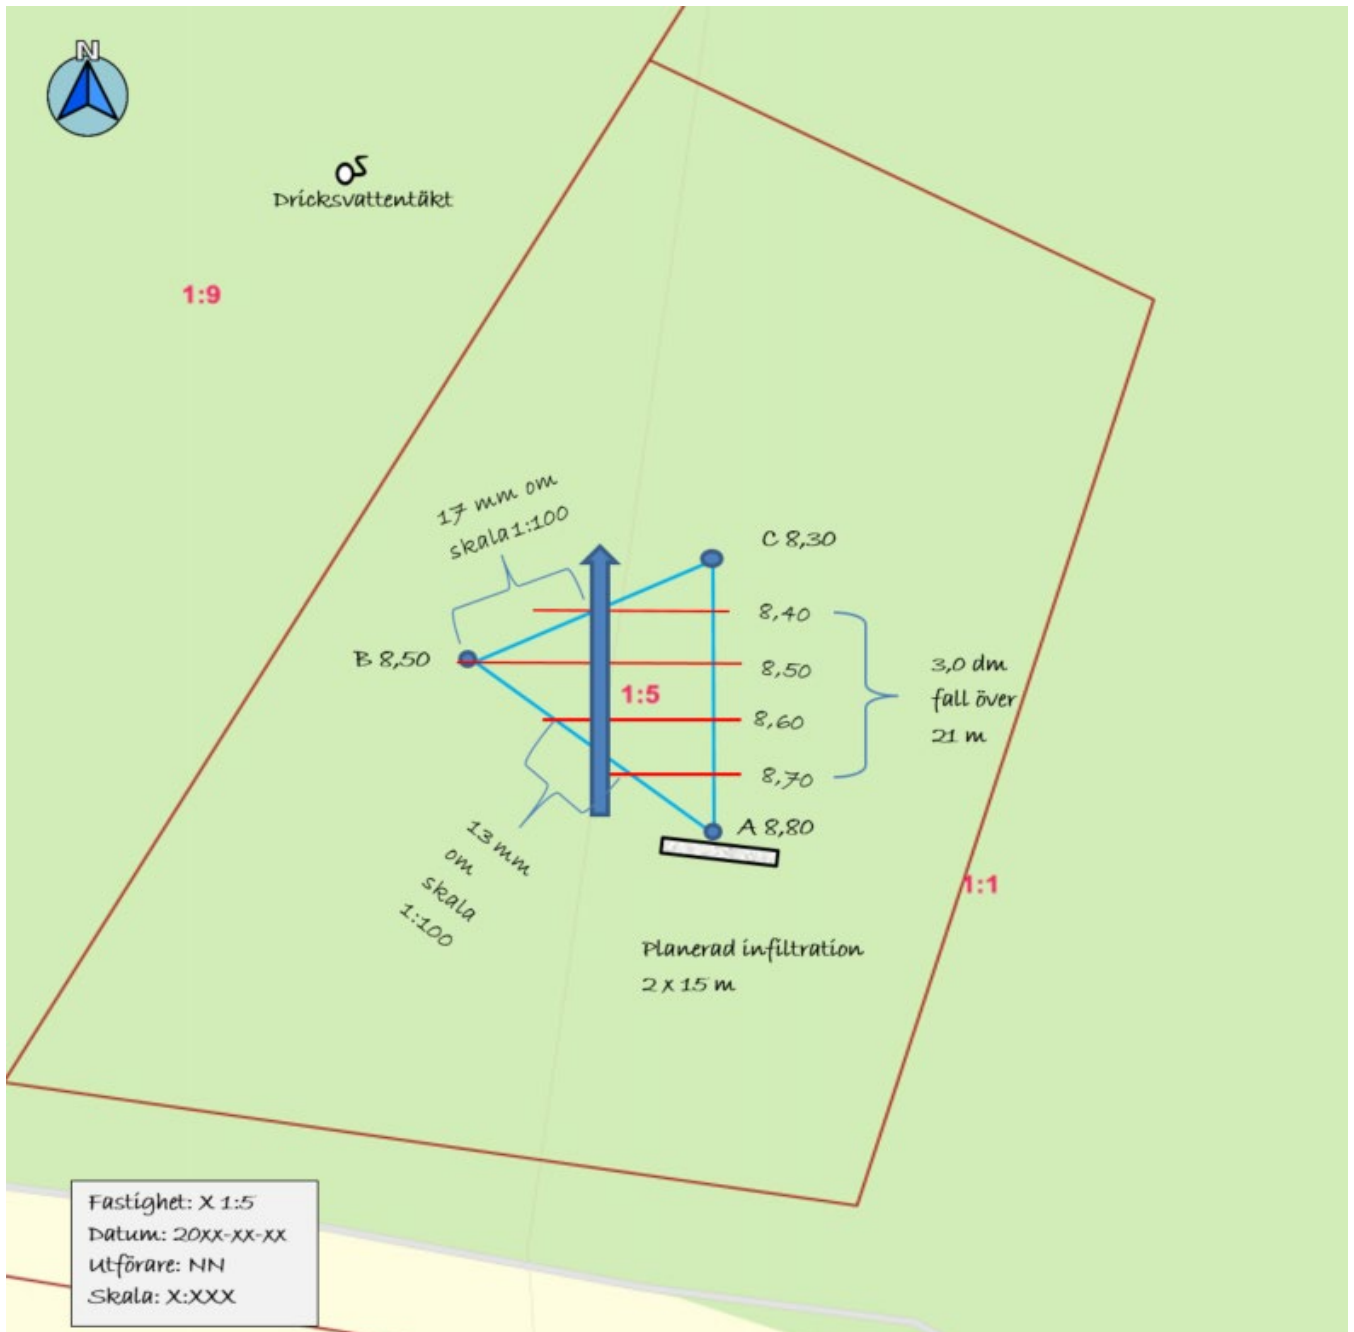 N
Dricksvattentäkt
1:9
17 mm om
skala 1:100
C 8,30
8,40
B 8,50
8,50
3,0 dm
fall över
21 m
1:5
8,60
8,70
A 8,80
13 mm
om
skala
1:100
1:1
Planerad infiltration
2 x 15 m
Fastighet: X 1:5
Datum: 20xx-xx-xx
Utförare: NN
Skala: X:XXX